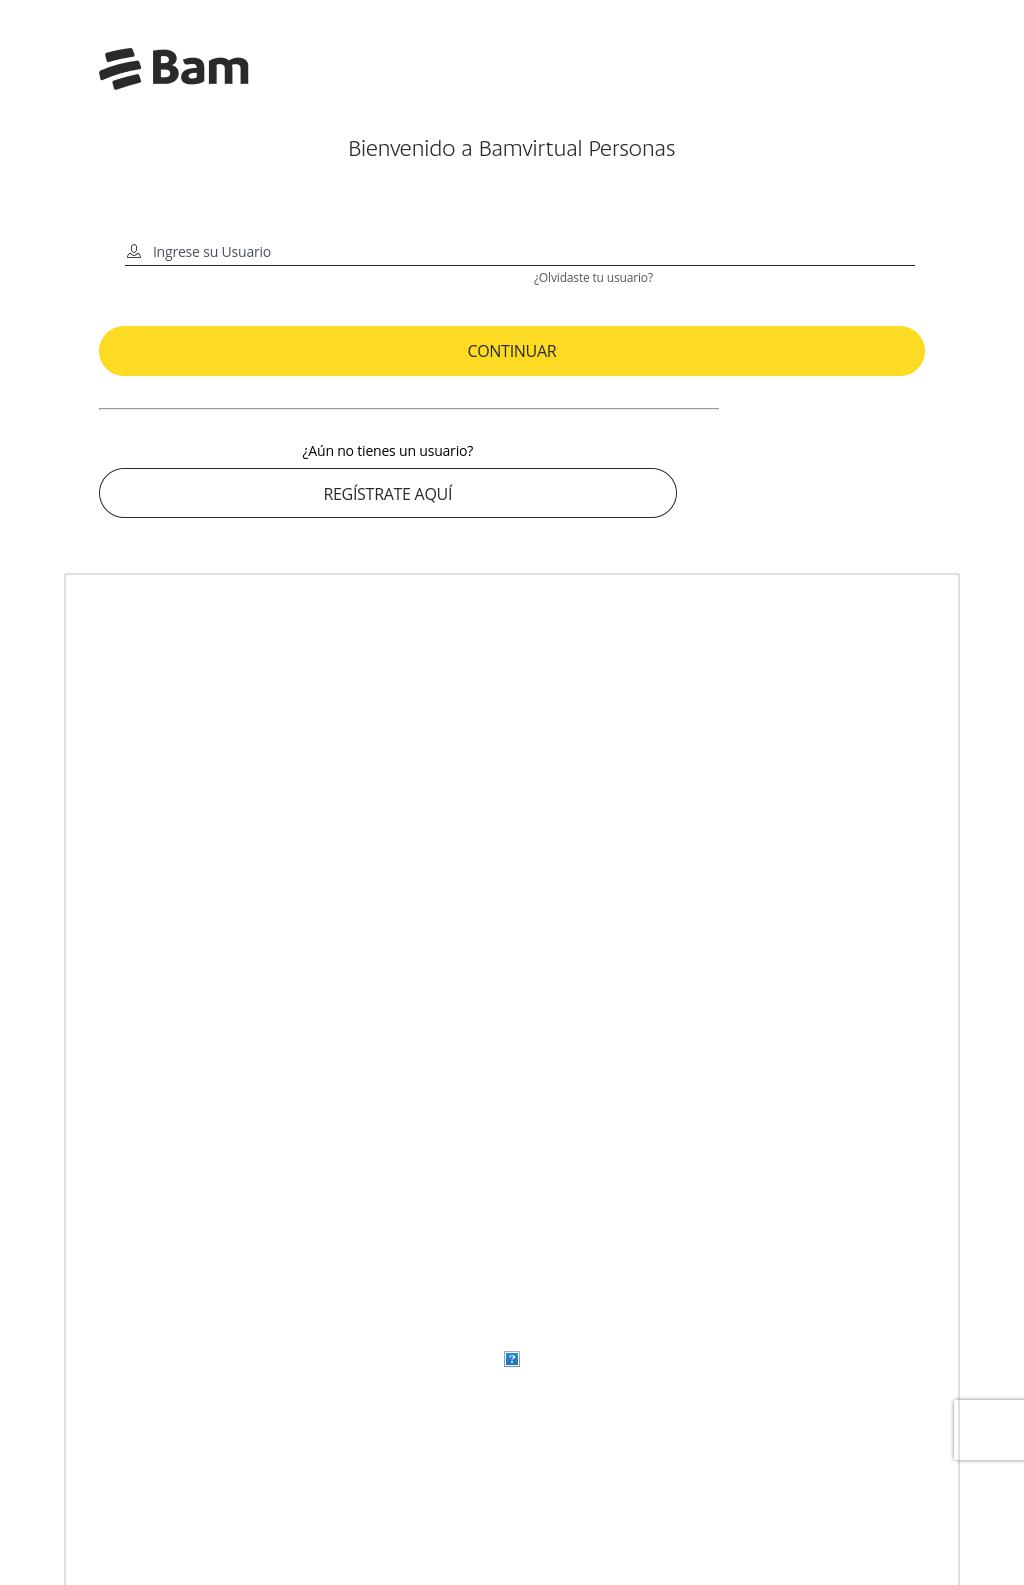 Bam
Bienvenido a Bamvirtual Personas
Ingrese su Usuario
¿Olvidaste tu usuario?
CONTINUAR
¿Aún no tienes un usuario?
REGÍSTRATE AQUÍ
?